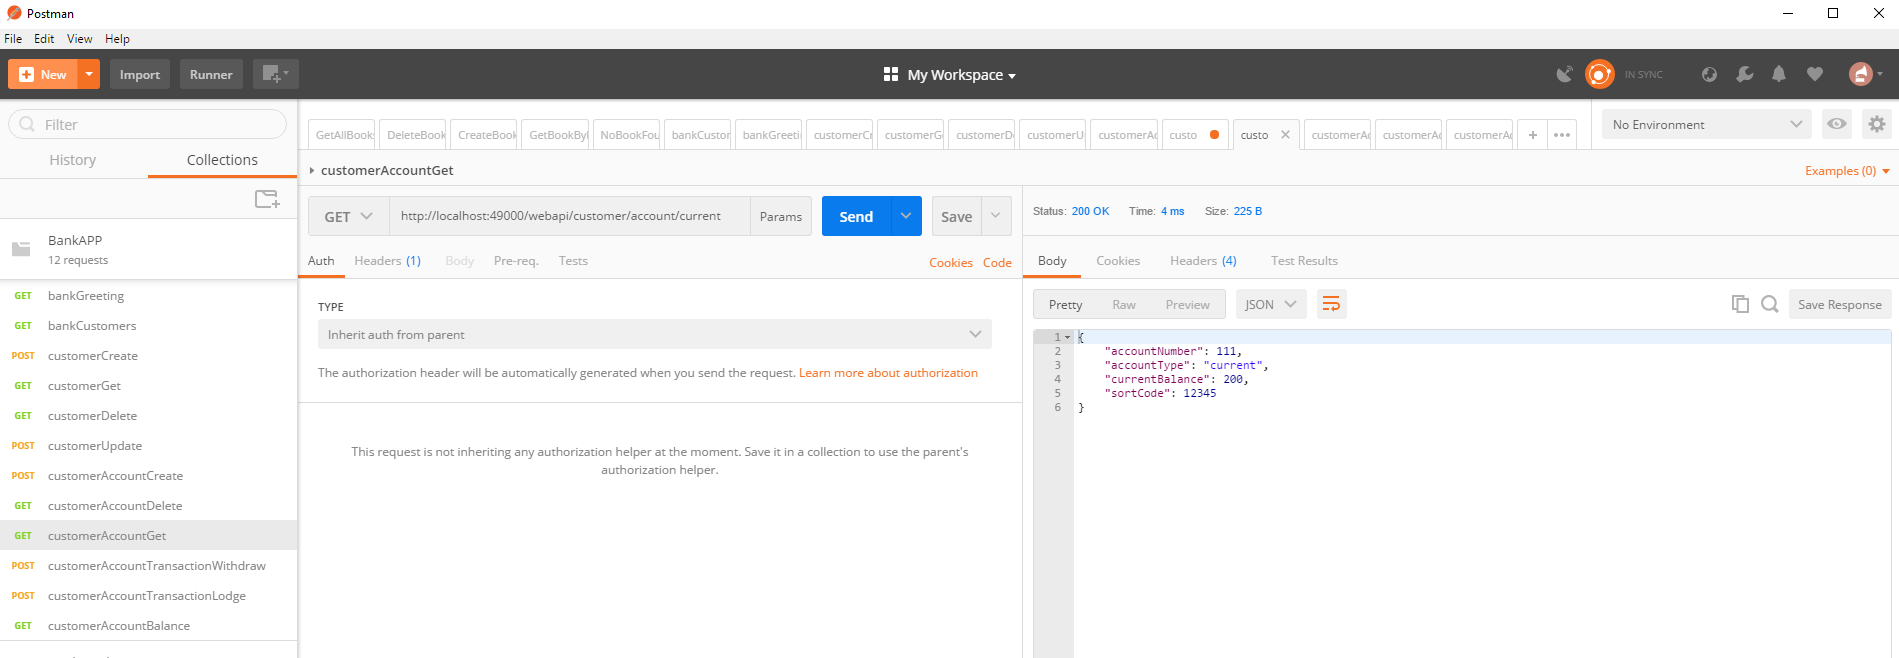 Postman
File Edit View Help
New Import Runner My Workspace IN SYNC
Filter
History Collections
BankAPP
12 requests
GET bankGreeting
GET bankCustomers
POST customerCreate
GET customerGet
GET customerDelete
POST customerUpdate
POST customerAccountCreate
GET customerAccountDelete
GET customerAccountGet
POST customerAccountTransactionWithdraw
POST customerAccountTransactionLodge
GET customerAccountBalance
GetAllBook DeleteBook CreateBook GetBookByI NoBookFou bankCustor bankGreeti customerCr customerG customerD customerU customerAc custo custo customerAc customerAc customerAc + •••
No Environment
customerAccountGet
Examples (0)
GET http://localhost:49000/webapi/customer/account/current Params Send Save
Auth Headers (1) Body Pre-req. Tests Cookies Code
TYPE
Inherit auth from parent
The authorization header will be automatically generated when you send the request. Learn more about authorization
This request is not inheriting any authorization helper at the moment. Save it in a collection to use the parent's
authorization helper.
Status: 200 OK Time: 4 ms Size: 225 B
Body Cookies Headers (4) Test Results
Pretty Raw Preview JSON Save Response
1 {
2 "accountNumber": 111,
3 "accountType": "current",
4 "currentBalance": 200,
5 "sortCode": 12345
6 }